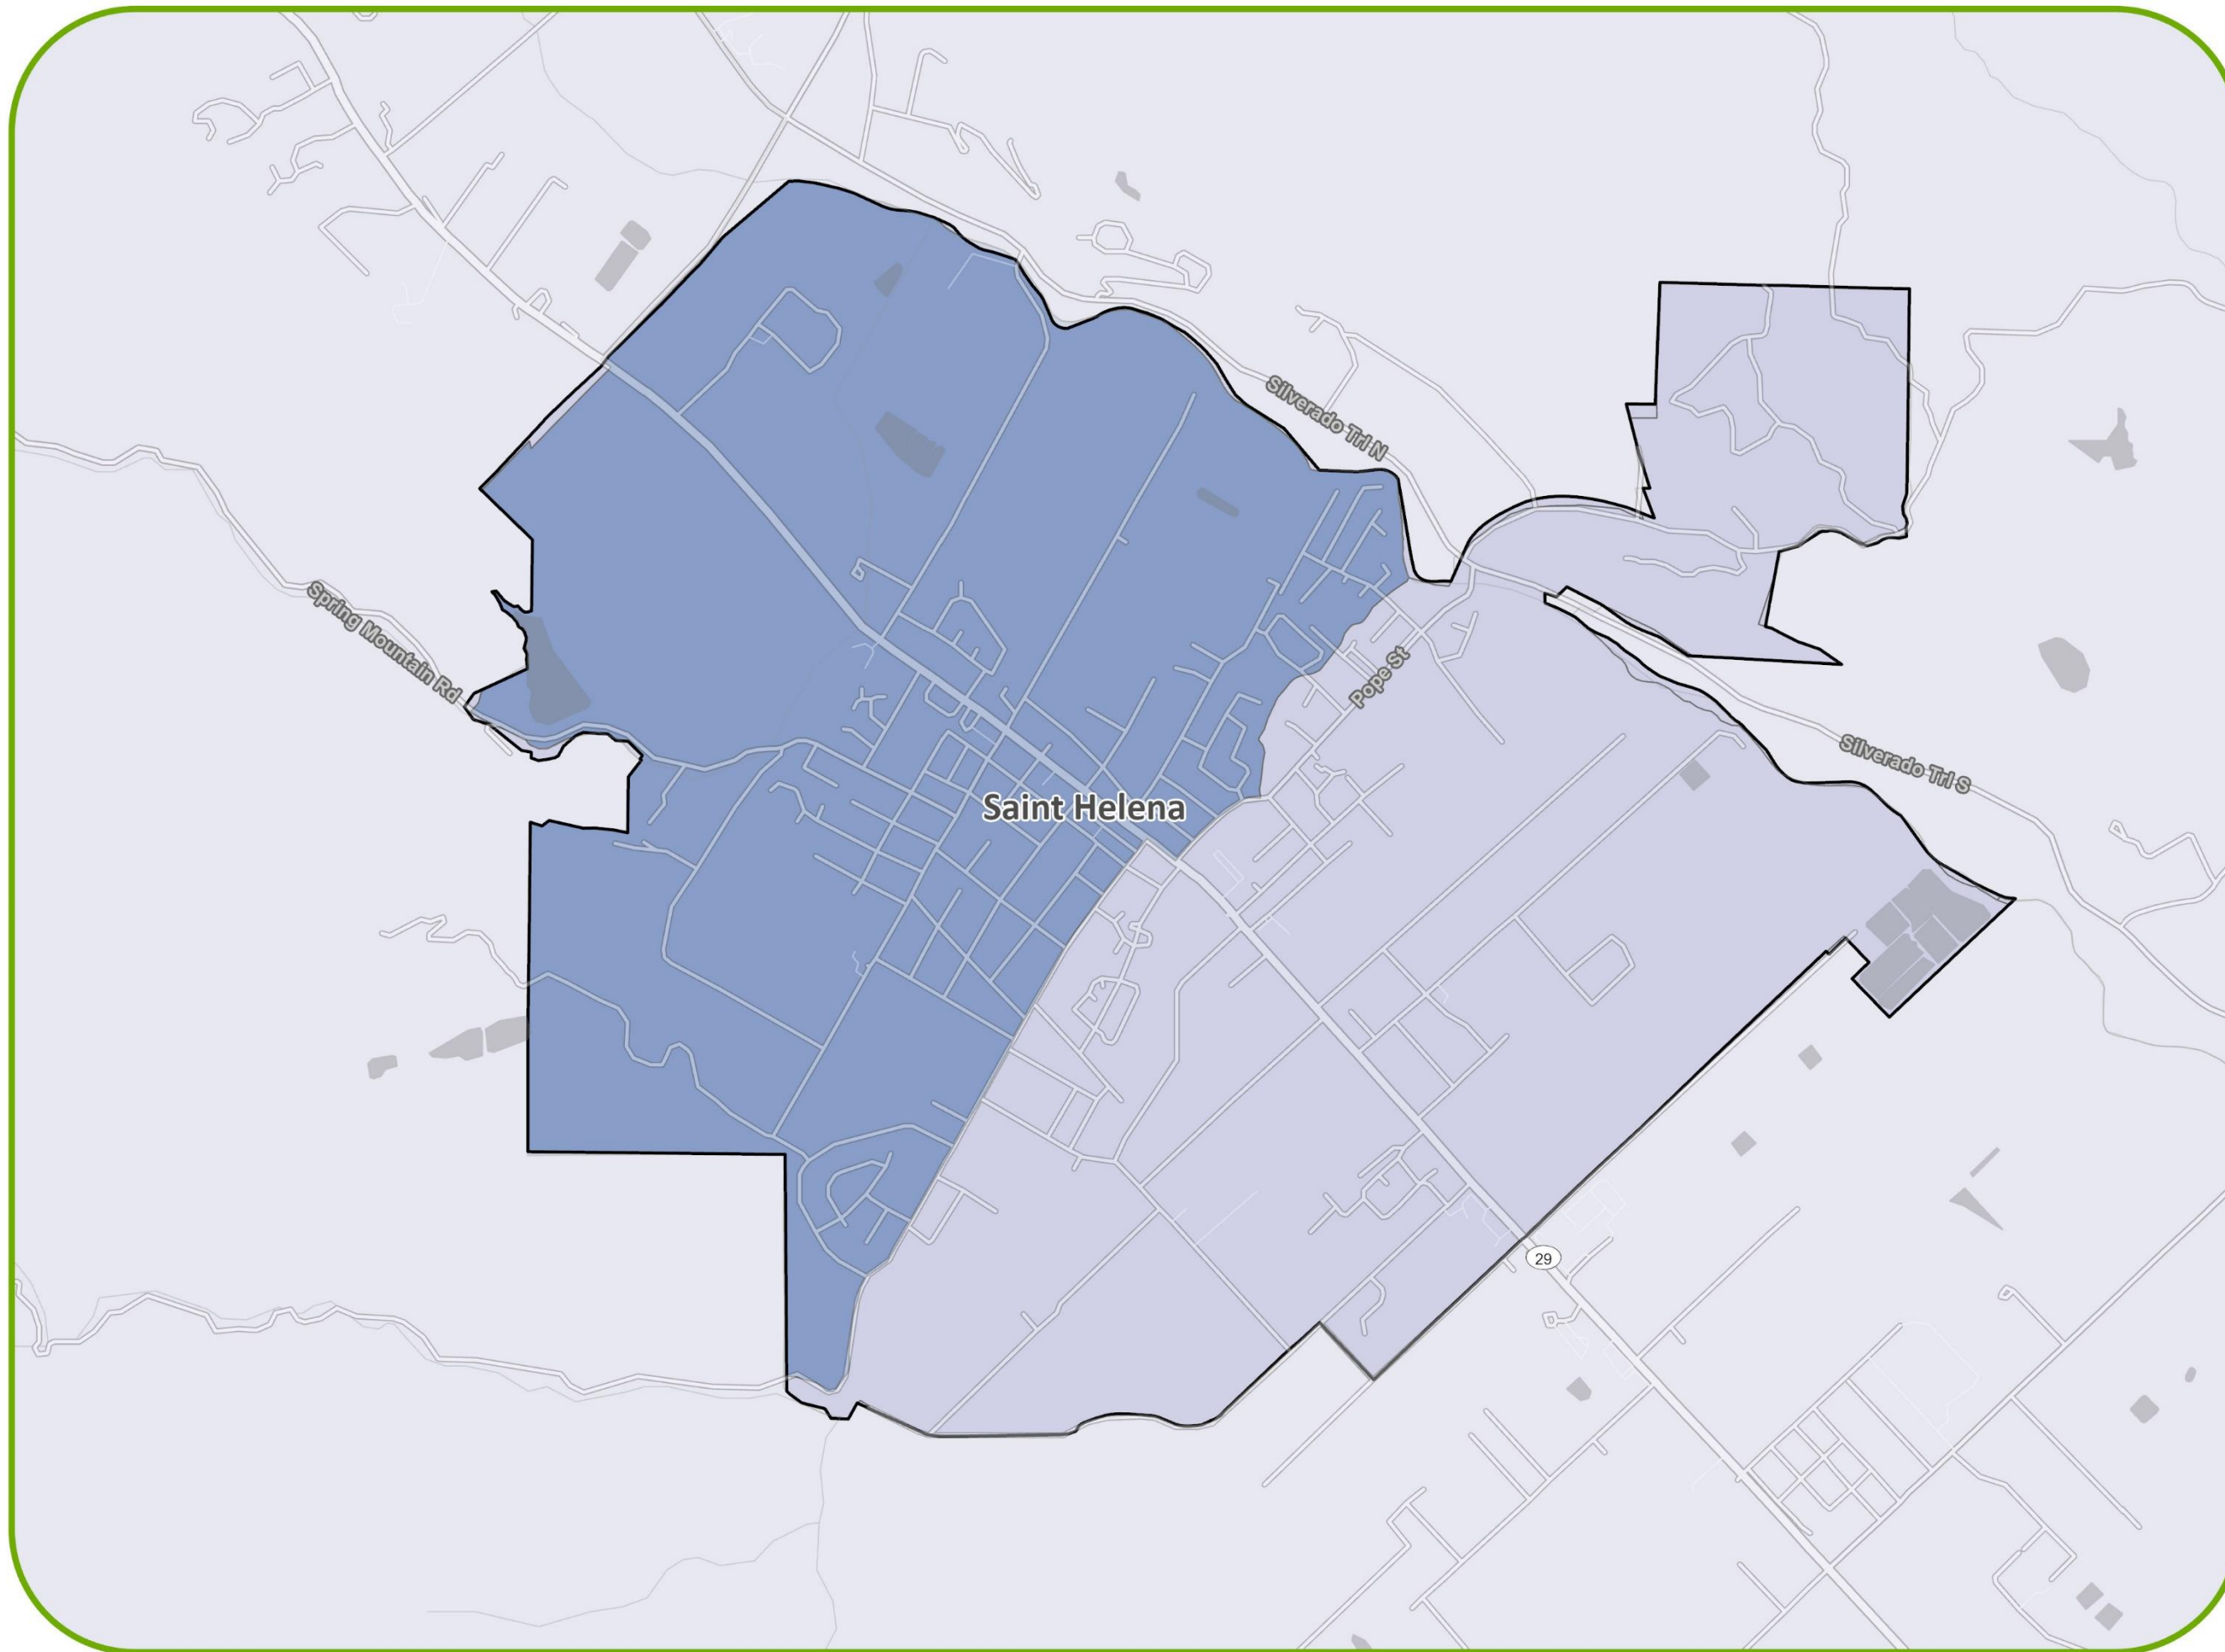 Silverado Trl N
Spring Mountain Rd
Pope St
Silverado Trl S
Saint Helena
29